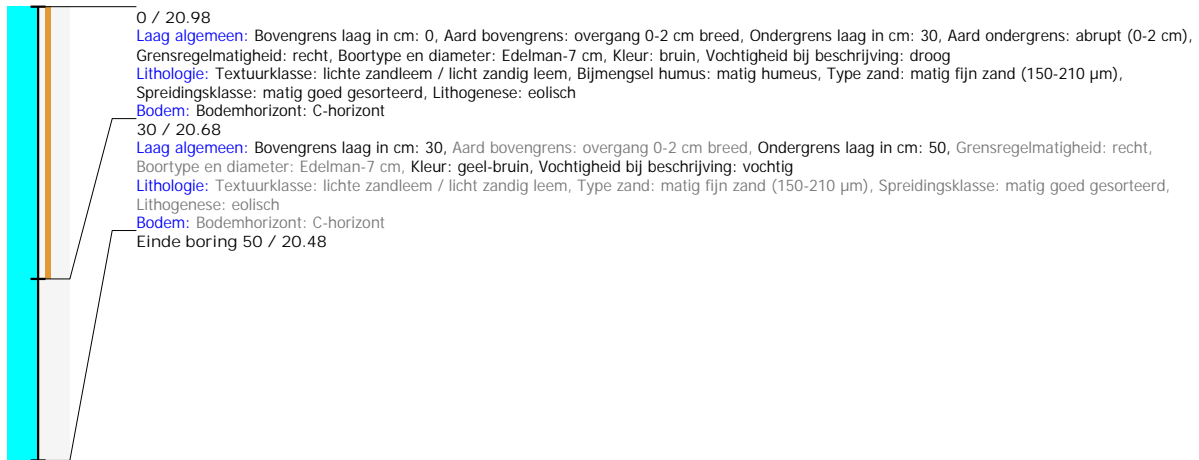 0 / 20.98
Laag algemeen: Bovengrens laag in cm: 0, Aard bovengrens: overgang 0-2 cm breed, Ondergrens laag in cm: 30, Aard ondergrens: abrupt (0-2 cm),
Grensregelmatigheid: recht, Boortype en diameter: Edelman-7 cm, Kleur: bruin, Vochtigheid bij beschrijving: droog
Lithologie: Textuurklasse: lichte zandleem / licht zandig leem, Bijmengsel humus: matig humeus, Type zand: matig fijn zand (150-210 µm),
Spreidingsklasse: matig goed gesorteerd, Lithogenese: eolisch
Bodem: Bodemhorizont: C-horizont
30 / 20.68
Laag algemeen: Bovengrens laag in cm: 30, Aard bovengrens: overgang 0-2 cm breed, Ondergrens laag in cm: 50, Grensregelmatigheid: recht,
Boortype en diameter: Edelman-7 cm, Kleur: geel-bruin, Vochtigheid bij beschrijving: vochtig
Lithologie: Textuurklasse: lichte zandleem / licht zandig leem, Type zand: matig fijn zand (150-210 µm), Spreidingsklasse: matig goed gesorteerd,
Lithogenese: eolisch
Bodem: Bodemhorizont: C-horizont
Einde boring 50 / 20.48